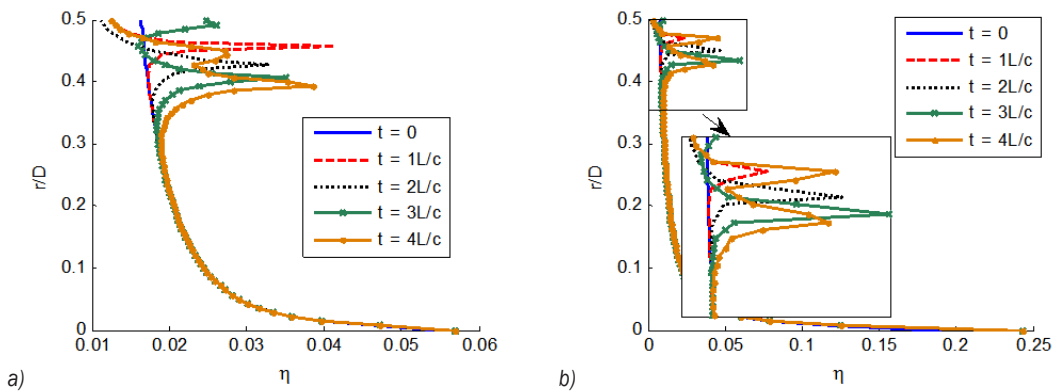 0.5
0.4
0.3
0.2
0.1
0
r/D
0.01
0.02
0.03
0.04
0.05
0.06
η
t = 0
t = 1L/c
t = 2L/c
t = 3L/c
t = 4L/c
a)
0.5
0.4
0.3
0.2
0.1
0
r/D
0
0.05
0.1
0.15
0.2
0.25
η
t = 0
t = 1L/c
t = 2L/c
t = 3L/c
t = 4L/c
b)